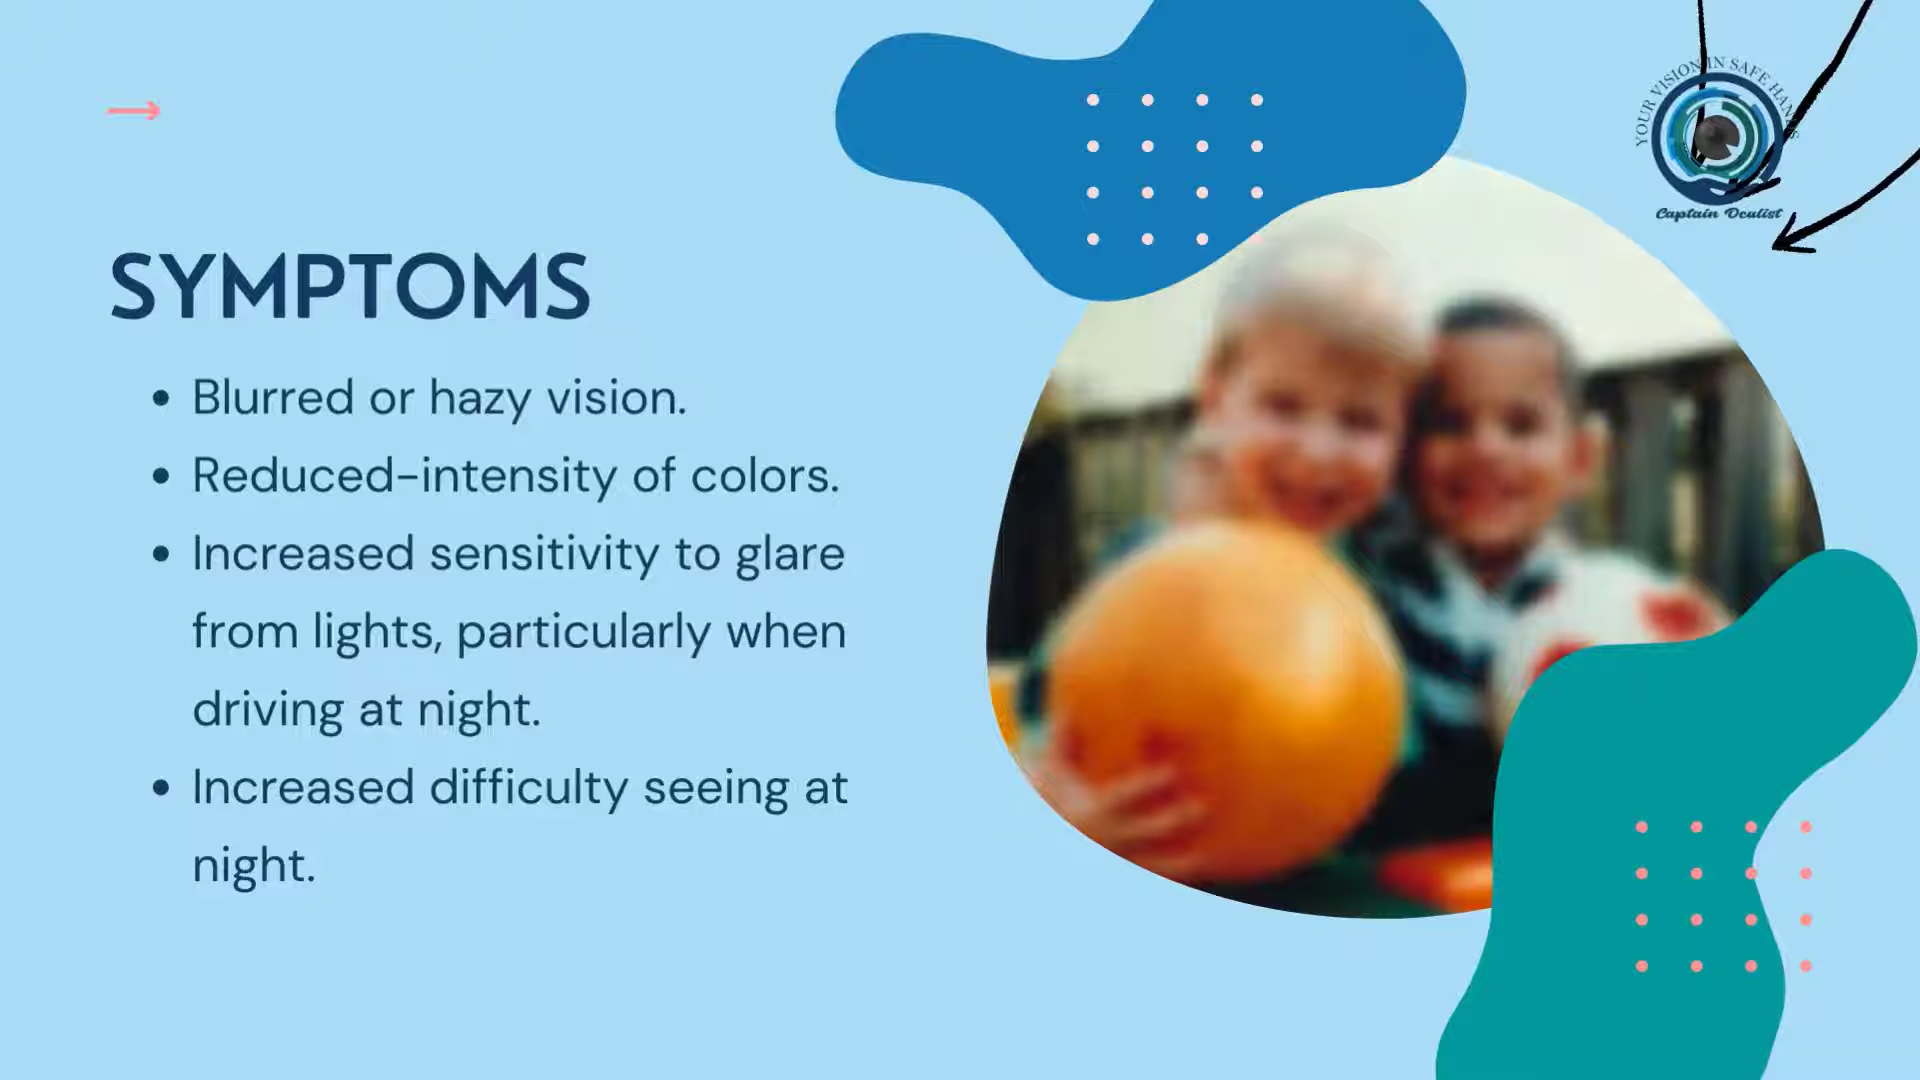 YOUR VISION IN SAFE HANDS
Captain Oculist
SYMPTOMS
• Blurred or hazy vision.
• Reduced-intensity of colors.
• Increased sensitivity to glare
from lights, particularly when
driving at night.
• Increased difficulty seeing at
night.